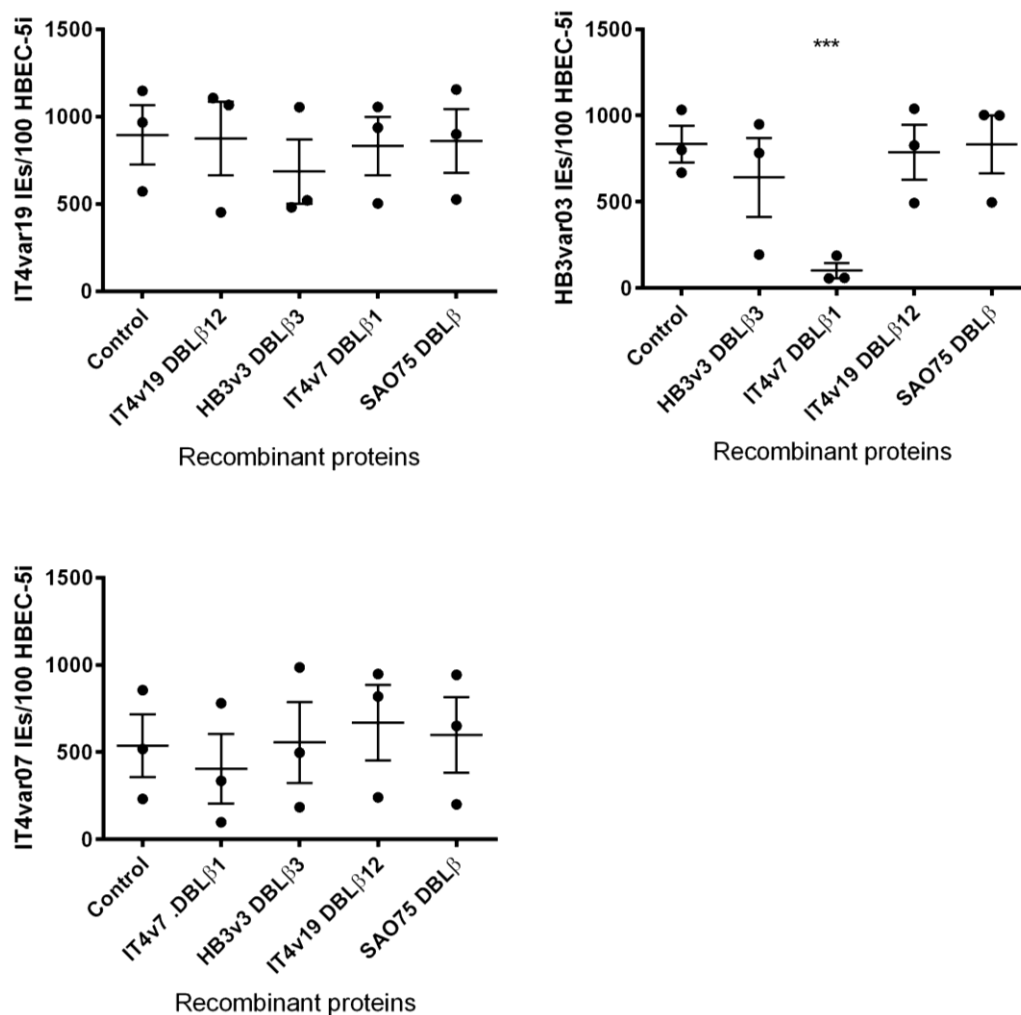 IT4var19 IEs/100 HBEC-5i
1500
1000
500
0
Control
IT4v19 DBLβ12
HB3v3 DBLβ3
IT4v7 DBLβ1
SAO75 DBLβ
Recombinant proteins
HB3var03 IEs/100 HBEC-5i
1500
1000
500
0
***
Control
HB3v3 DBLβ3
IT4v7 DBLβ1
IT4v19 DBLβ12
SAO75 DBLβ
Recombinant proteins
IT4var07 IEs/100 HBEC-5i
1500
1000
500
0
Control
IT4v7 .DBLβ1
HB3v3 DBLβ3
IT4v19 DBLβ12
SAO75 DBLβ
Recombinant proteins